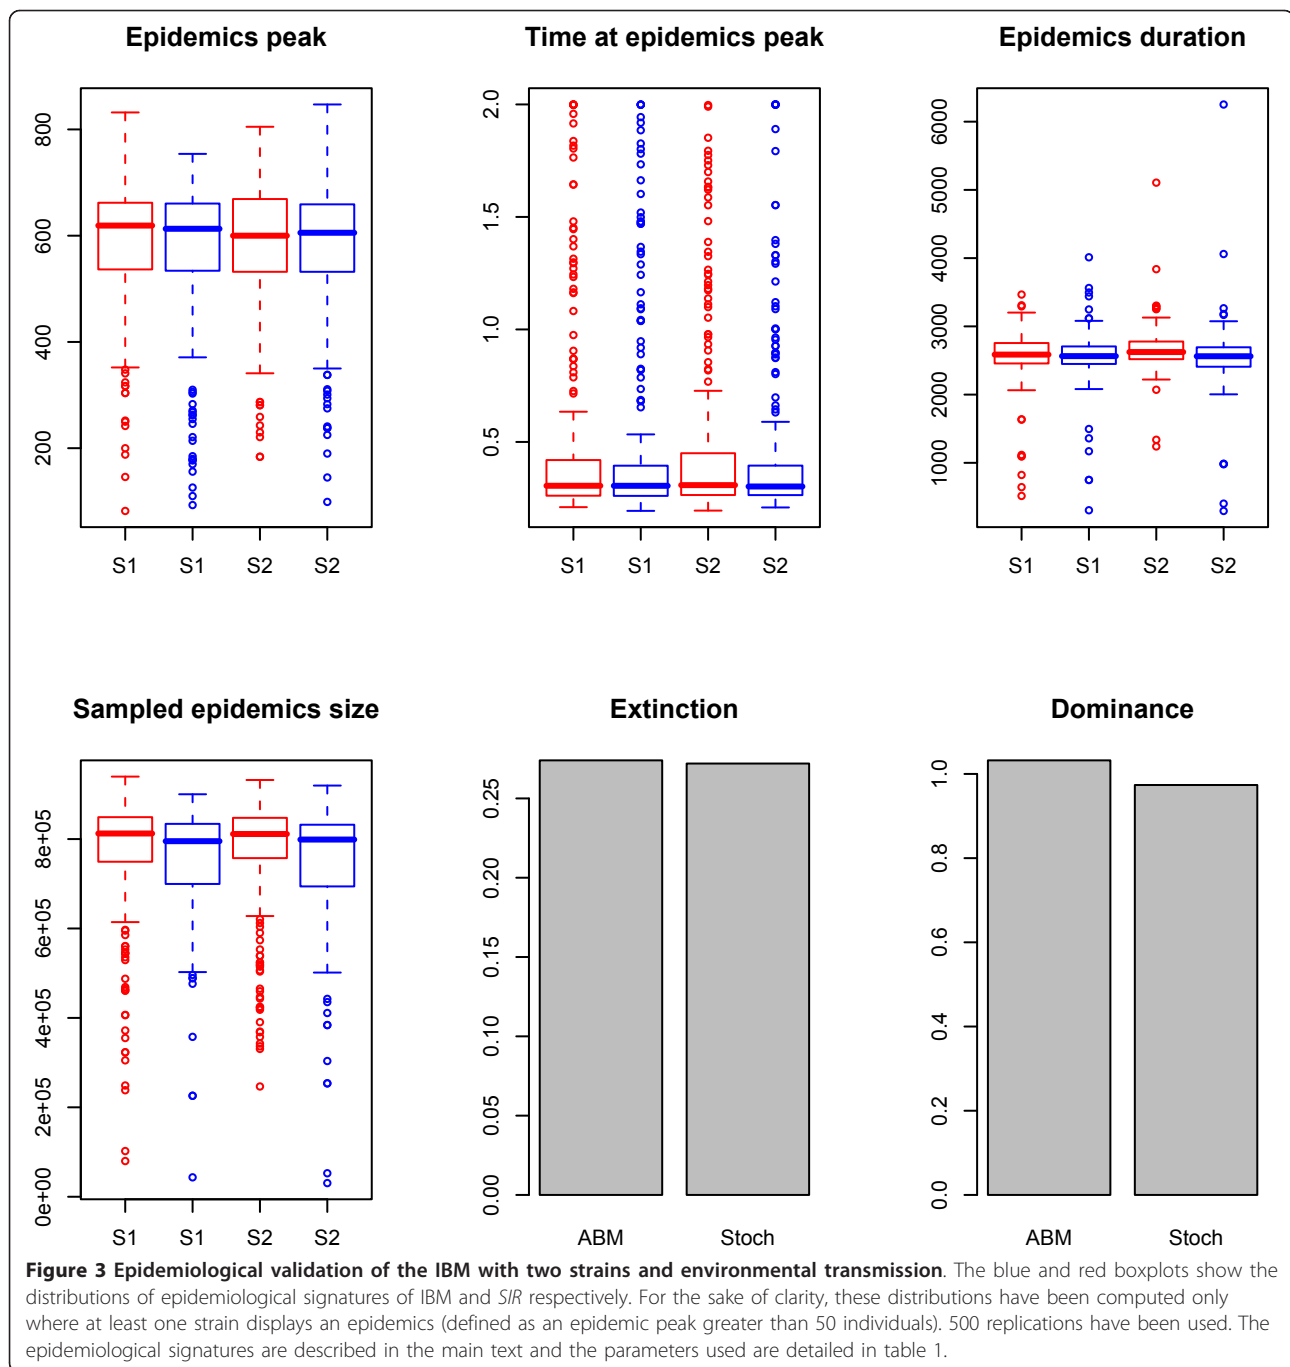 Epidemics peak
Time at epidemics peak
Epidemics duration
200 400 600 800
S1 S1 S2 S2
0.5 1.0 1.5 2.0
S1 S1 S2 S2
1000 2000 3000 4000 5000 6000
S1 S1 S2 S2
Sampled epidemics size
Extinction
Dominance
0e+00 2e+05 4e+05 6e+05 8e+05
S1 S1 S2 S2
0.00 0.05 0.10 0.15 0.20 0.25
ABM Stoch
0.0 0.2 0.4 0.6 0.8 1.0
ABM Stoch
Figure 3 Epidemiological validation of the IBM with two strains and environmental transmission. The blue and red boxplots show the
distributions of epidemiological signatures of IBM and SIR respectively. For the sake of clarity, these distributions have been computed only
where at least one strain displays an epidemics (defined as an epidemic peak greater than 50 individuals). 500 replications have been used. The
epidemiological signatures are described in the main text and the parameters used are detailed in table 1.